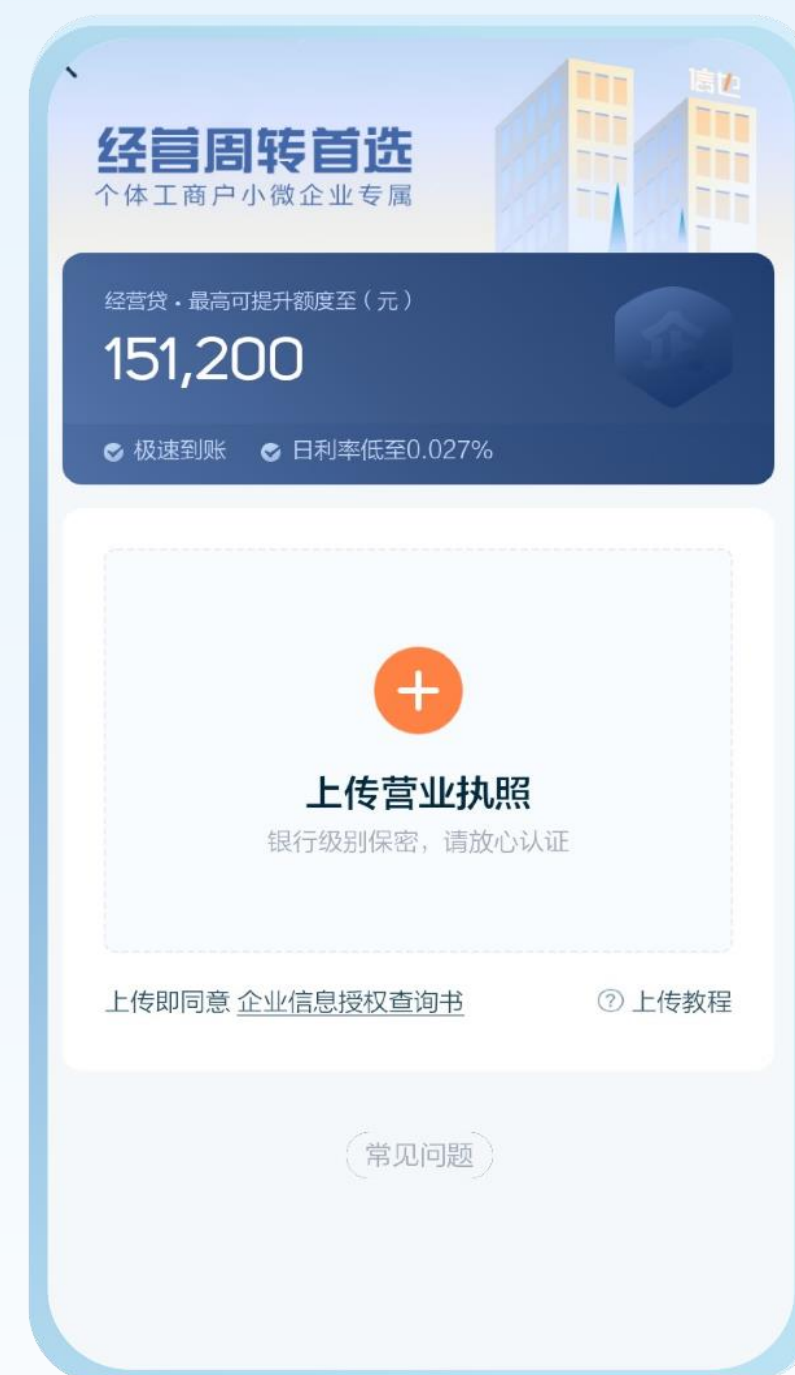 信也
经营周转首选
个体工商户小微企业专属
经营贷·最高可提升额度至（元）
151,200
企
极速到账 日利率低至0.027%
上传营业执照
银行级别保密，请放心认证
上传即同意 企业信息授权查询书 ? 上传教程
常见问题